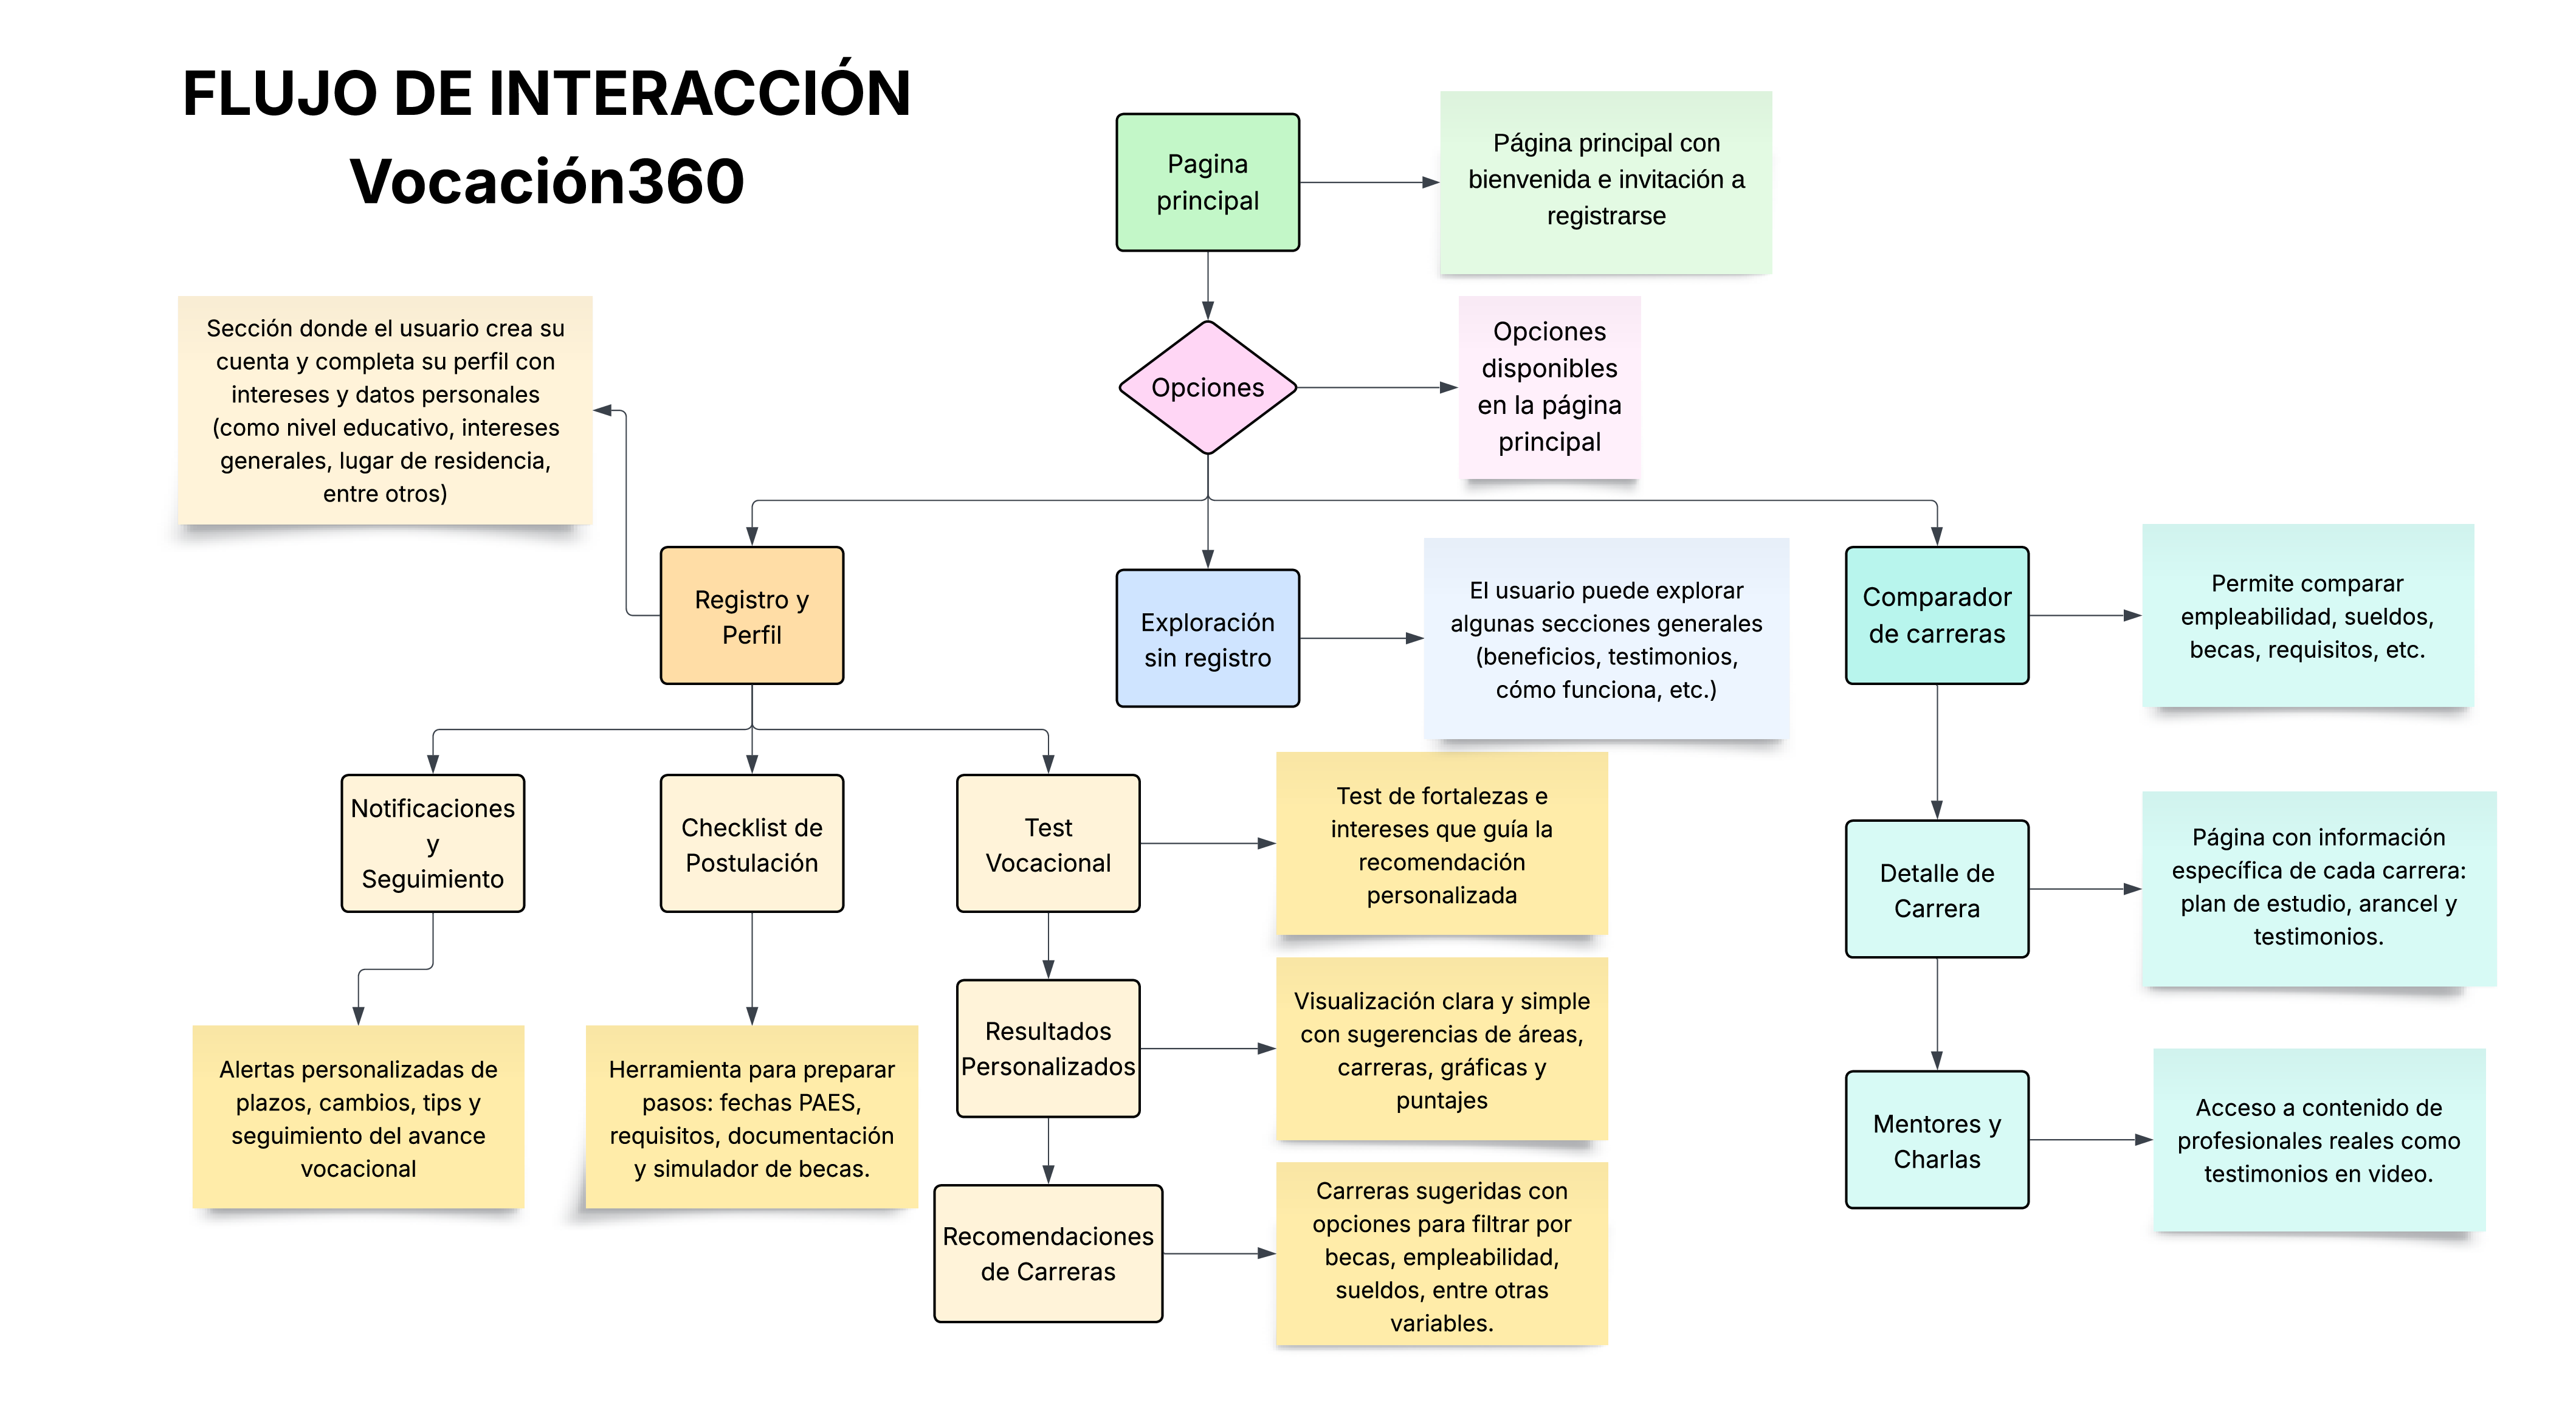 FLUJO DE INTERACCIÓN
Vocación360
Pagina
principal
Página principal con
bienvenida e invitación a
registrarse
Opciones
Opciones
disponibles
en la página
principal
Sección donde el usuario crea su
cuenta y completa su perfil con
intereses y datos personales
(como nivel educativo, intereses
generales, lugar de residencia,
entre otros)
Registro y
Perfil
Exploración
sin registro
El usuario puede explorar
algunas secciones generales
(beneficios, testimonios,
cómo funciona, etc.)
Comparador
de carreras
Permite comparar
empleabilidad, sueldos,
becas, requisitos, etc.
Notificaciones
y
Seguimiento
Checklist de
Postulación
Test
Vocacional
Test de fortalezas e
intereses que guía la
recomendación
personalizada
Detalle de
Carrera
Página con información
específica de cada carrera:
plan de estudio, arancel y
testimonios.
Alertas personalizadas de
plazos, cambios, tips y
seguimiento del avance
vocacional
Herramienta para preparar
pasos: fechas PAES,
requisitos, documentación
y simulador de becas.
Resultados
Personalizados
Visualización clara y simple
con sugerencias de áreas,
carreras, gráficas y
puntajes
Mentores y
Charlas
Acceso a contenido de
profesionales reales como
testimonios en video.
Recomendaciones
de Carreras
Carreras sugeridas con
opciones para filtrar por
becas, empleabilidad,
sueldos, entre otras
variables.